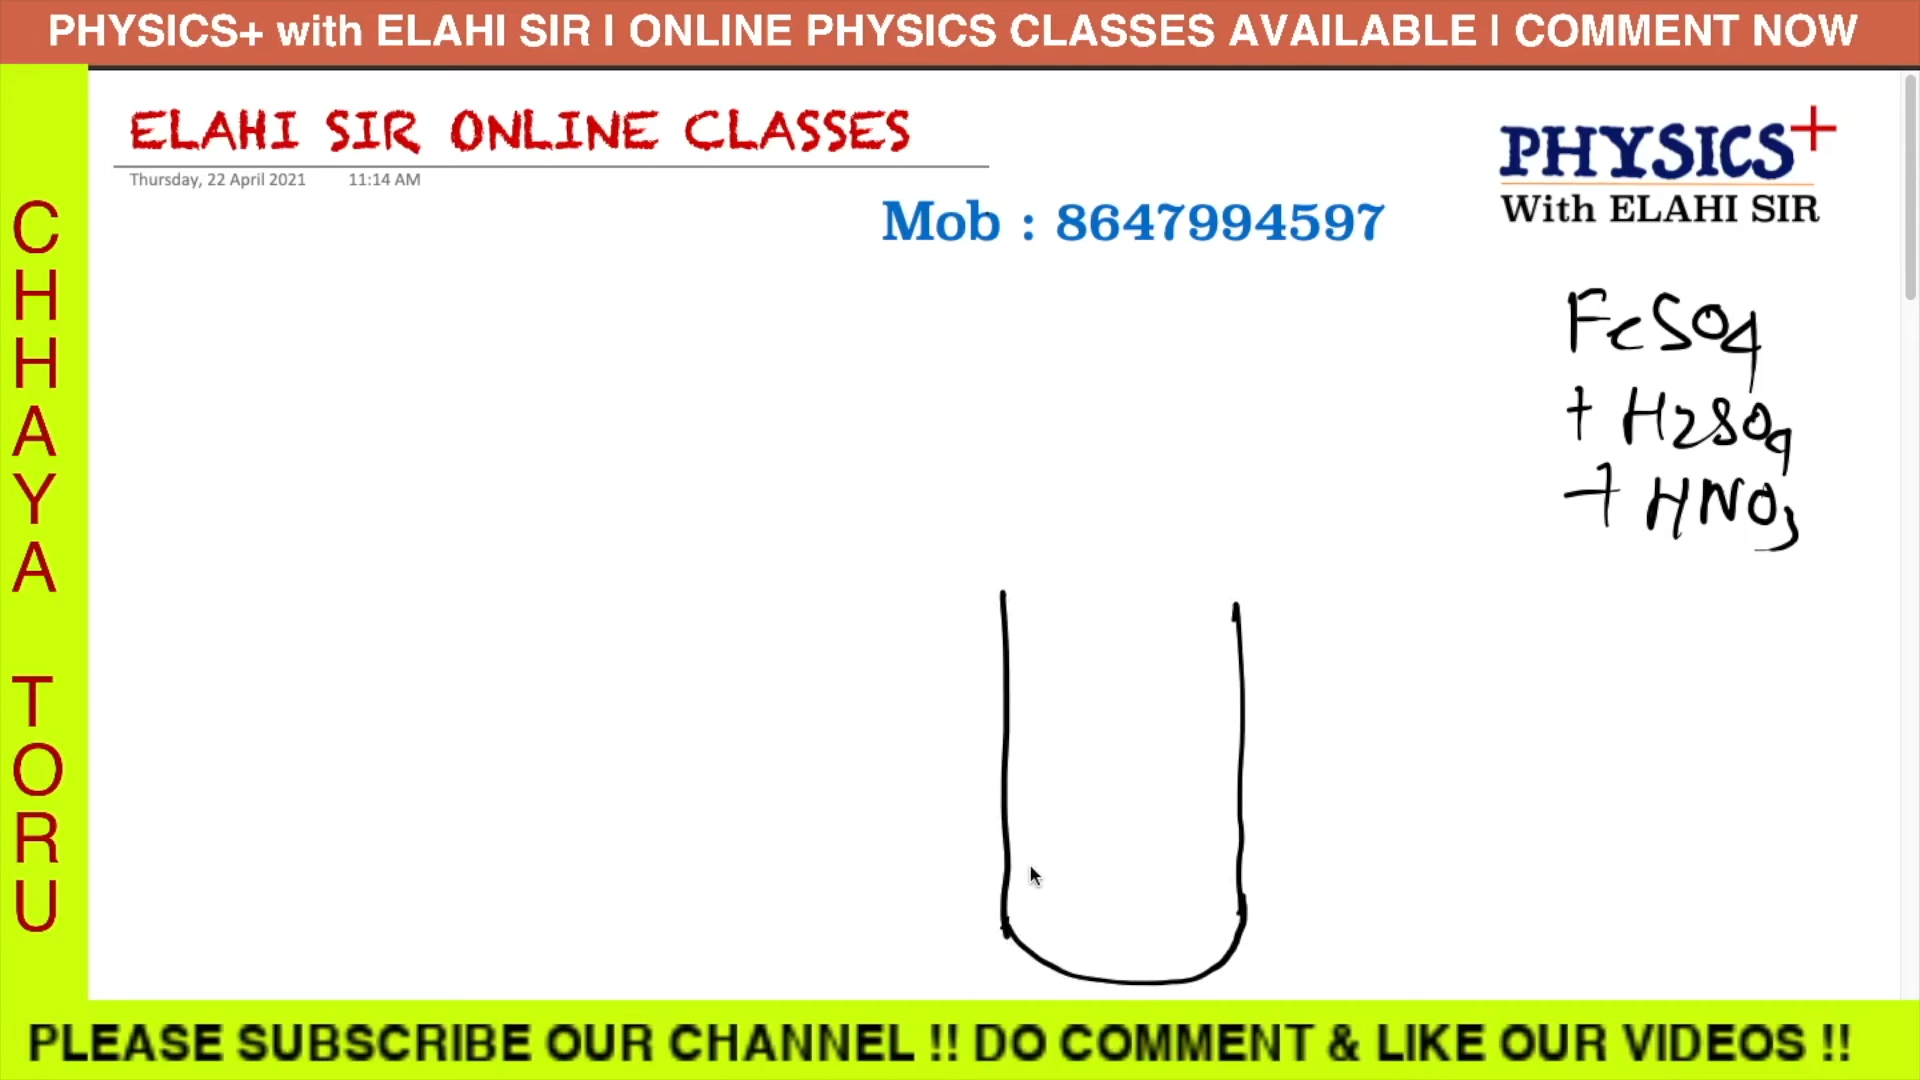 PHYSICS+ with ELAHI SIR I ONLINE PHYSICS CLASSES AVAILABLE I COMMENT NOW
ELAHI SIR ONLINE CLASSES
Thursday, 22 April 2021 11:14 AM
PHYSICS+
With ELAHI SIR
Mob : 8647994597
FeSO4
+ H2SO4
+ HNO3
CHHAYA TORU
PLEASE SUBSCRIBE OUR CHANNEL !! DO COMMENT & LIKE OUR VIDEOS !!